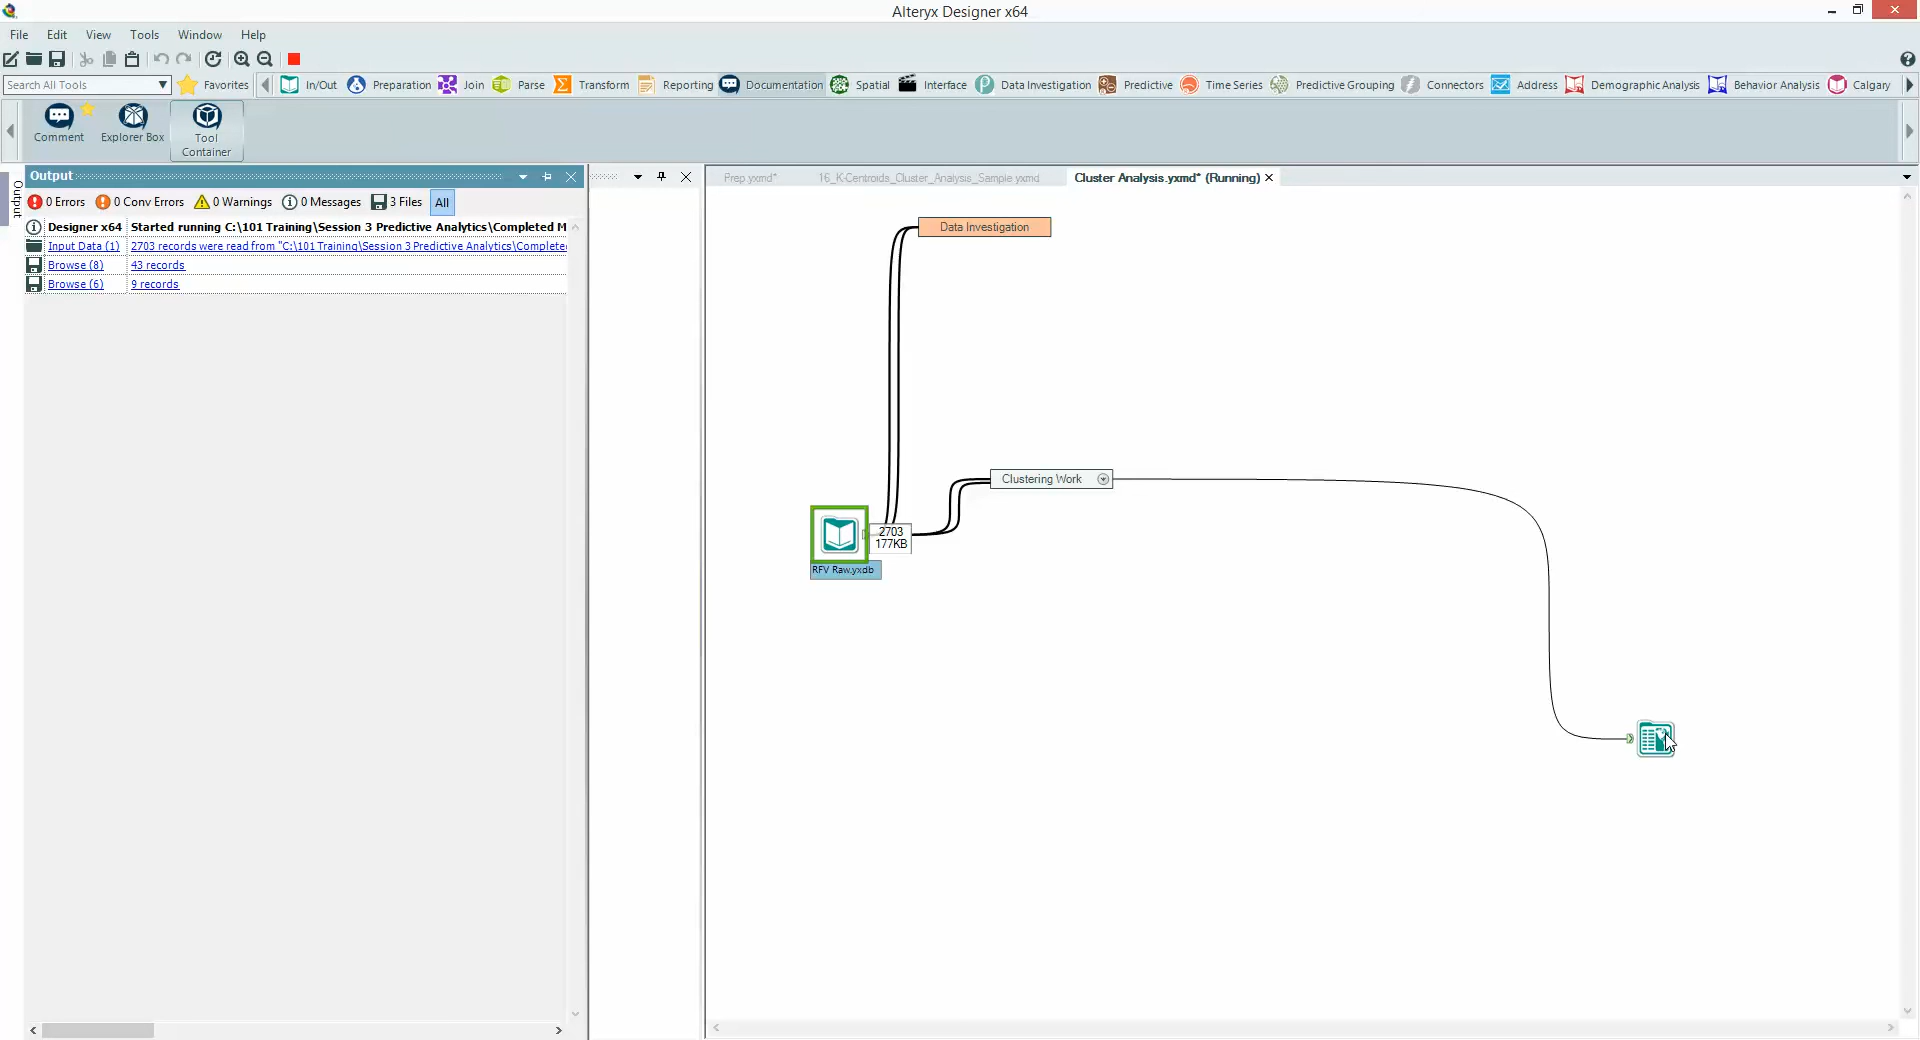 Alteryx Designer x64
File Edit View Tools Window Help
Search All Tools Favorites In/Out Preparation Join Parse Transform Reporting Documentation Spatial Interface Data Investigation Predictive Time Series Predictive Grouping Connectors Address Demographic Analysis Behavior Analysis Calgary
Comment Explorer Box Tool Container
Output
Output
Prep.yxmd* 16_K-Centroids_Cluster_Analysis_Sample.yxmd Cluster Analysis.yxmd* (Running)
0 Errors 0 Conv Errors 0 Warnings 0 Messages 3 Files All
Designer x64 Started running C:\101 Training\Session 3 Predictive Analytics\Completed M
Input Data (1) 2703 records were read from "C:\101 Training\Session 3 Predictive Analytics\Complete
Browse (8) 43 records
Browse (6) 9 records
Data Investigation
Clustering Work
2703
177KB
RFV Raw.yxdb